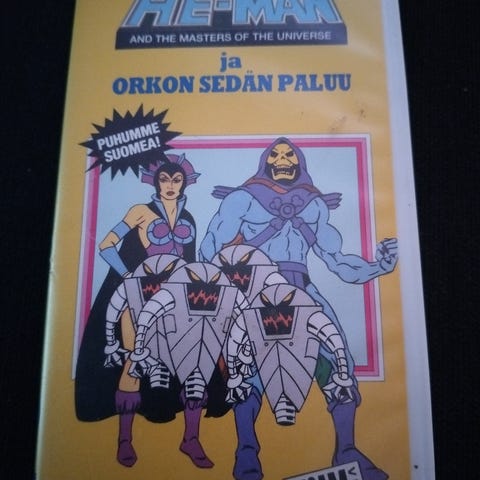 HE-MAN
AND THE MASTERS OF THE UNIVERSE
ja
ORKON SEDÄN PALUU
PUHUMME
SUOMEA!